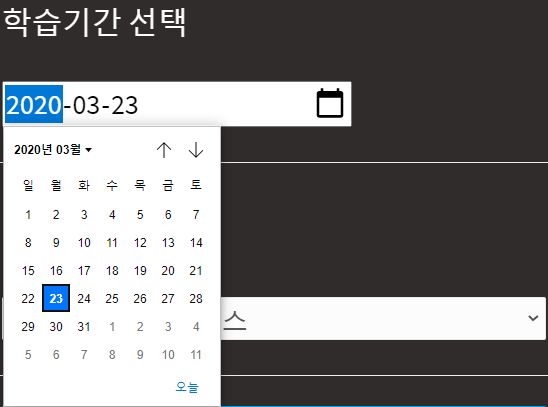 학습기간 선택
2020-03-23
2020년 03월
일 월 화 수 목 금 토
1 2 3 4 5 6 7
8 9 10 11 12 13 14
15 16 17 18 19 20 21
22 23 24 25 26 27 28
스
29 30 31 1 2 3 4
5 6 7 8 9 10 11
오늘